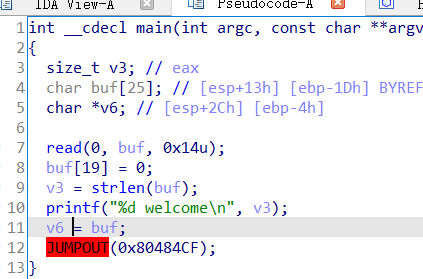 IDA View-A Pseudocode-A
1 int __cdecl main(int argc, const char **argv
2 {
3 size_t v3; // eax
4 char buf[25]; // [esp+13h] [ebp-1Dh] BYREF
5 char *v6; // [esp+2Ch] [ebp-4h]
6
7 read(0, buf, 0x14u);
8 buf[19] = 0;
9 v3 = strlen(buf);
10 printf("%d welcome\n", v3);
11 v6 = buf;
12 JUMPOUT(0x80484CF);
13 }